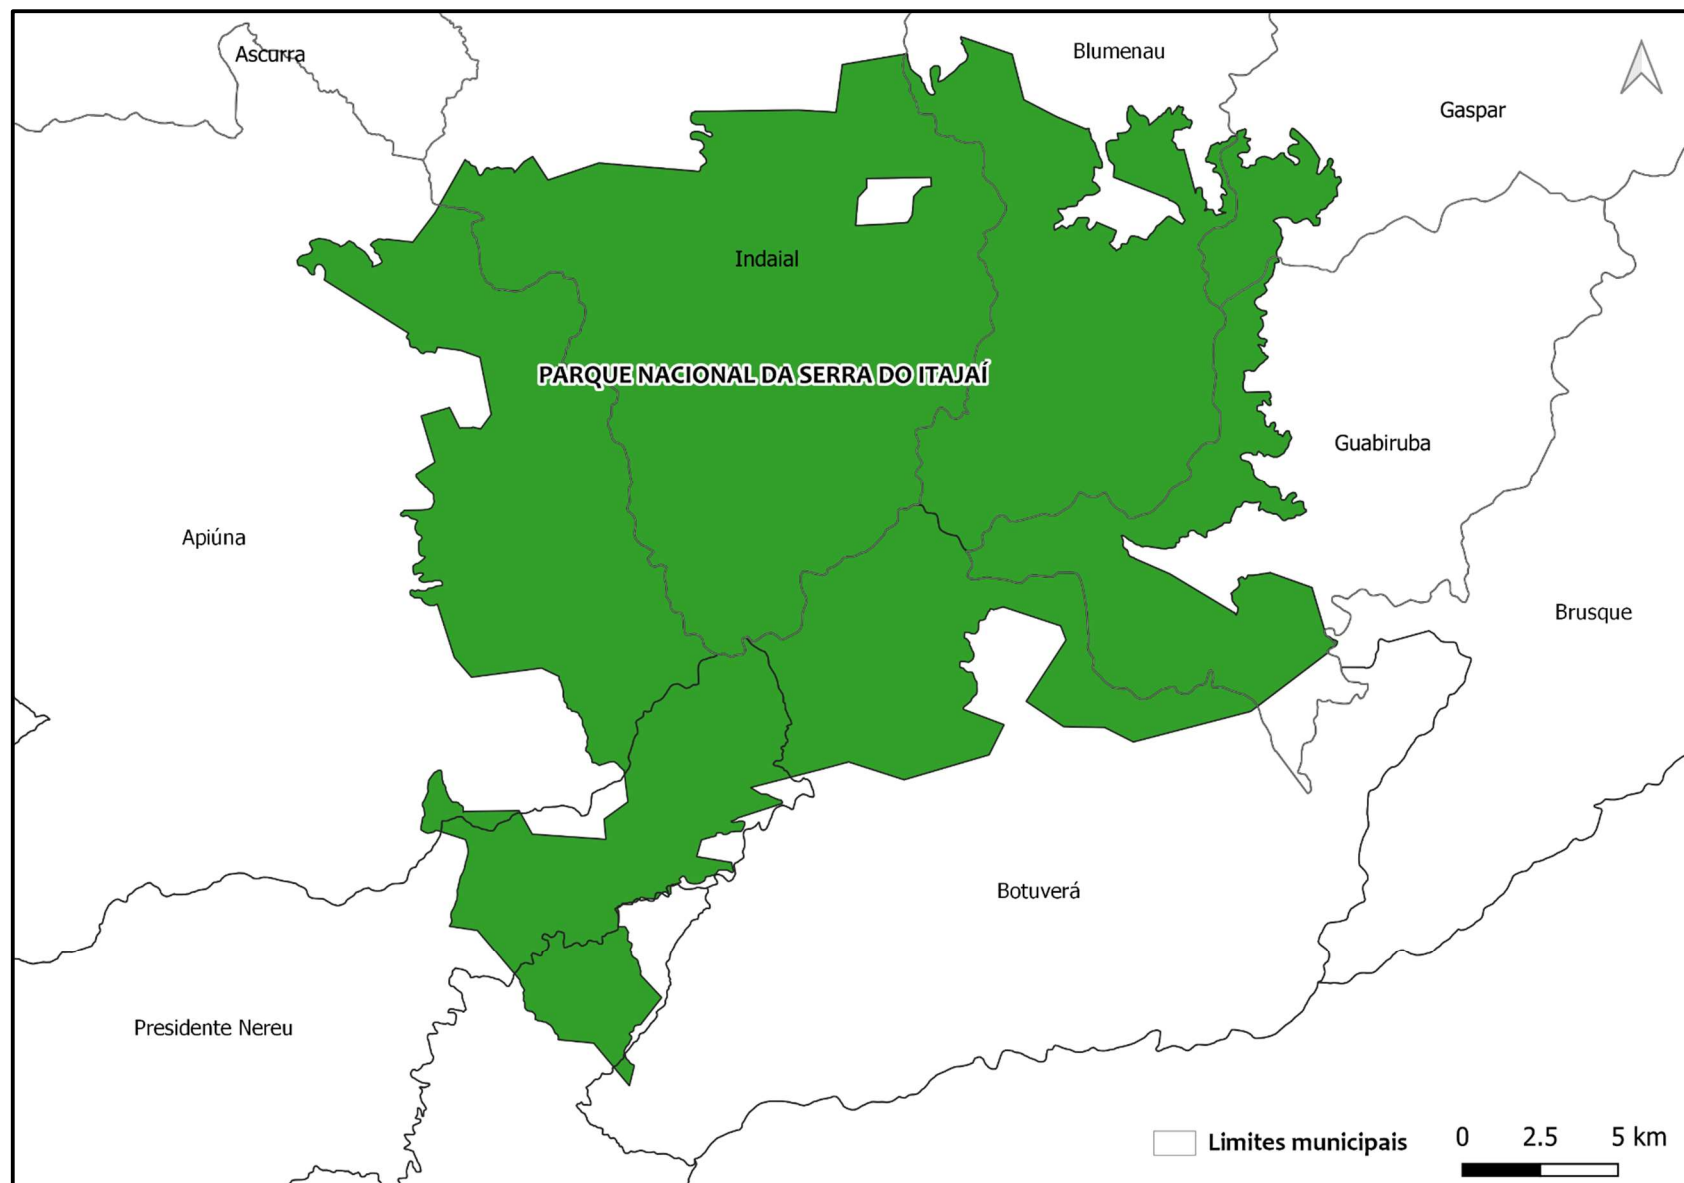 Ascurra
Blumenau
Gaspar
Indaial
PARQUE NACIONAL DA SERRA DO ITAJAÍ
Guabiruba
Apiúna
Brusque
Botuverá
Presidente Nereu
Limites municipais
0 2.5 5 km